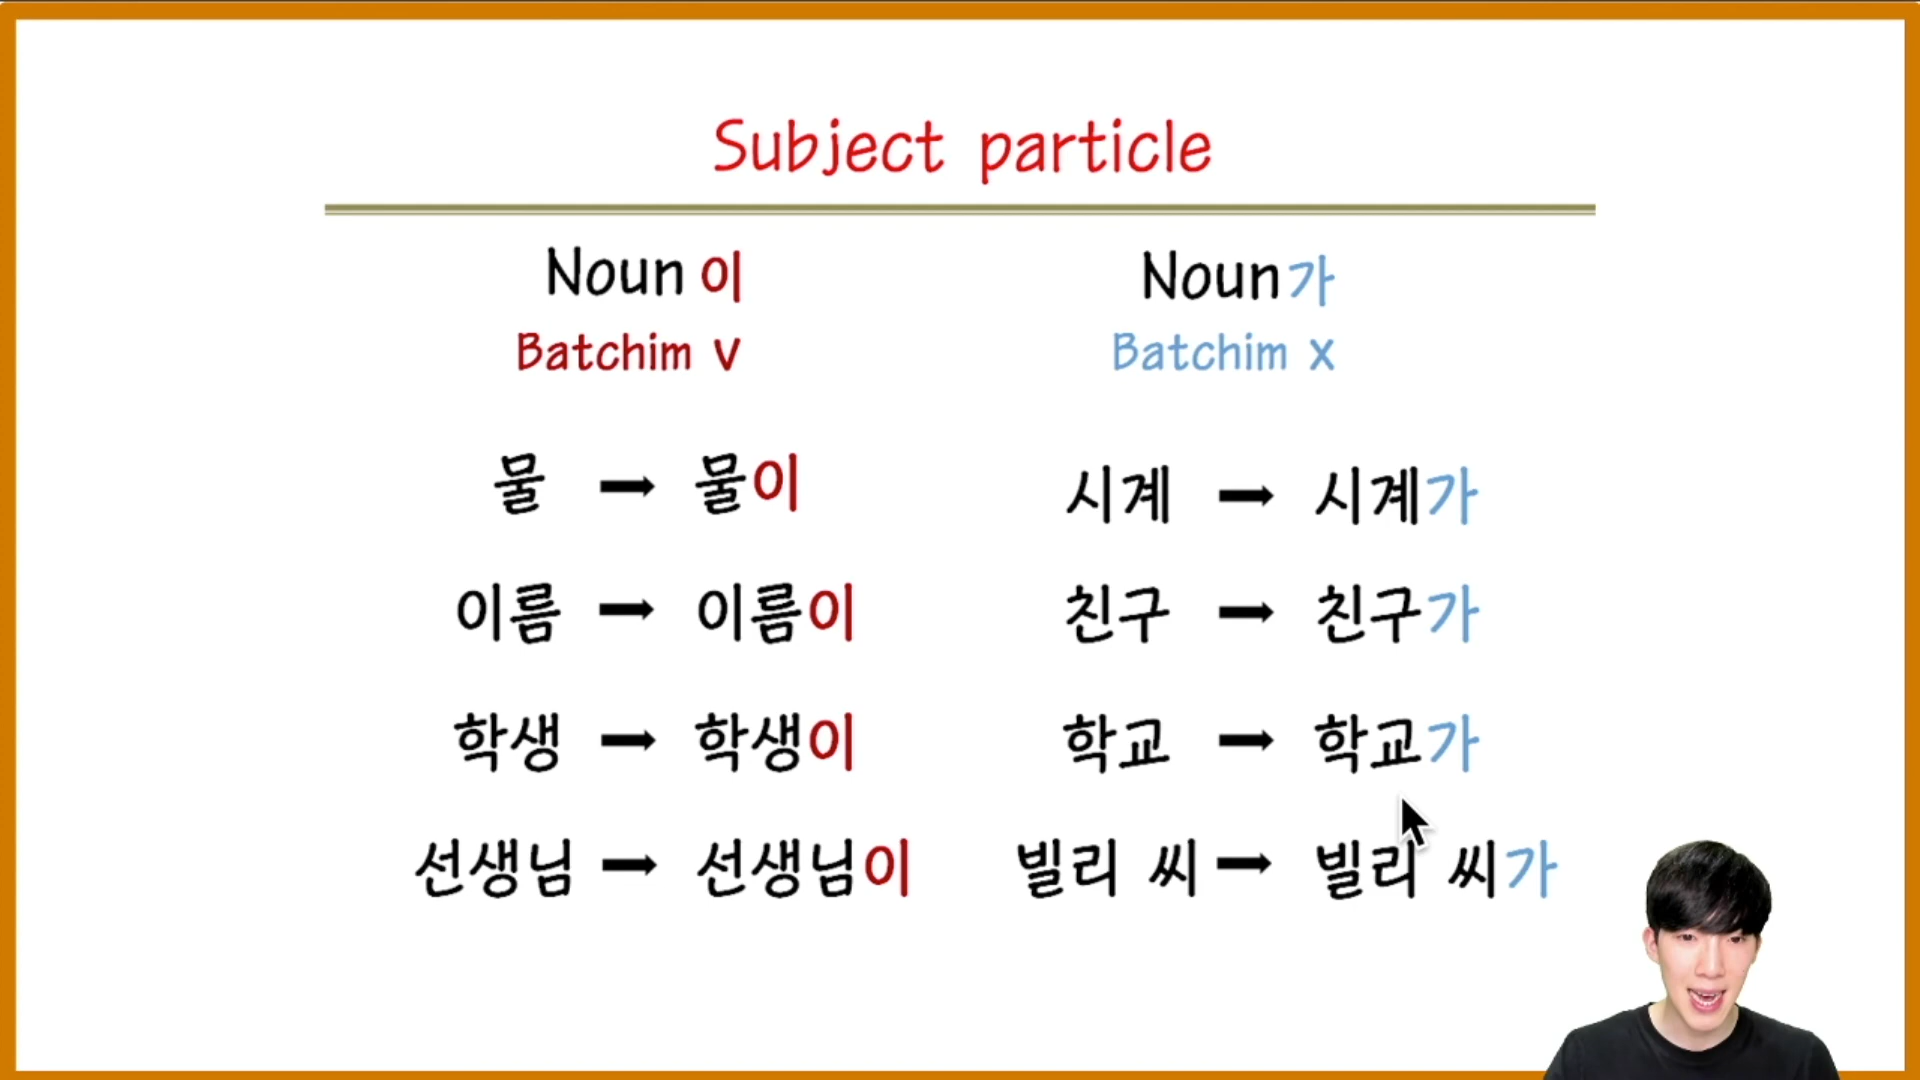 Subject particle
Noun 이
Batchim v
물 → 물이
이름 → 이름이
학생 → 학생이
선생님 → 선생님이
Noun가
Batchim x
시계 → 시계가
친구 → 친구가
학교 → 학교가
빌리 씨 → 빌리 씨가